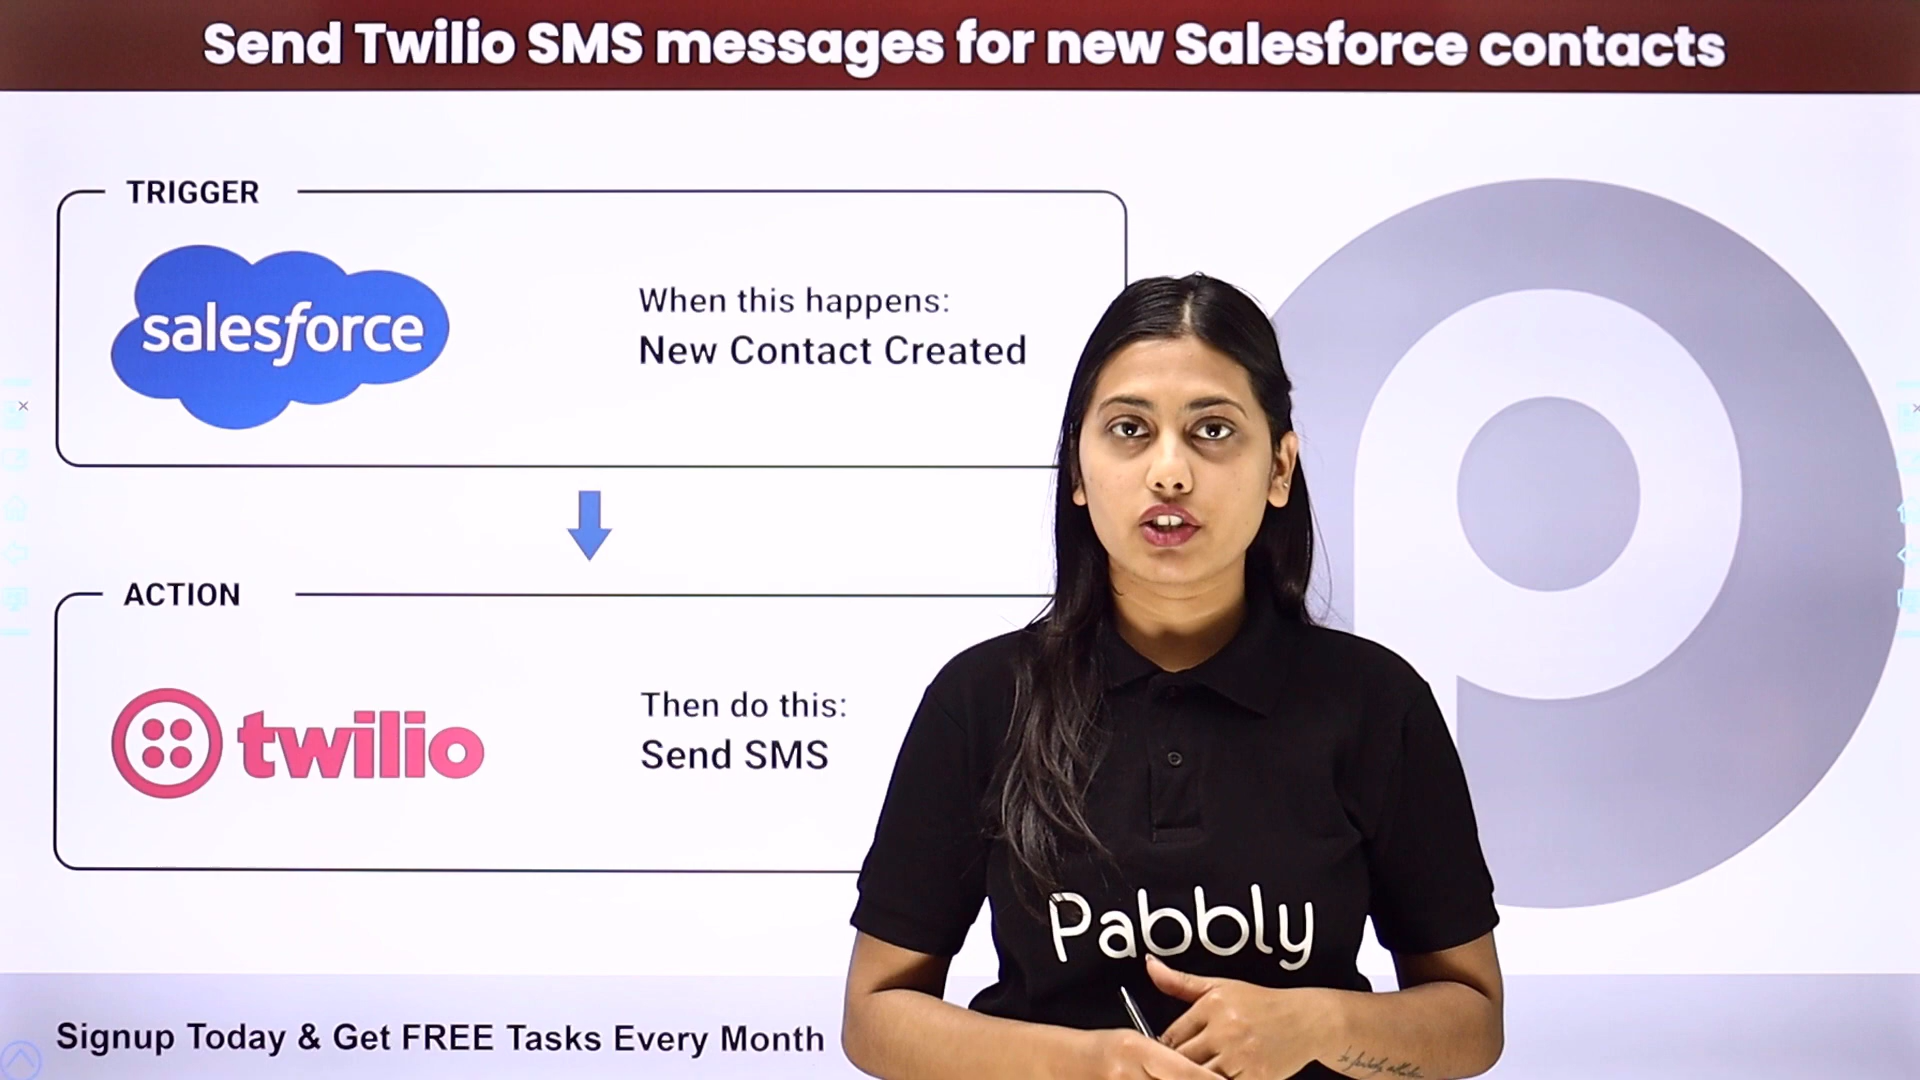 Send Twilio SMS messages for new Salesforce contacts
TRIGGER
salesforce
When this happens:
New Contact Created
ACTION
twilio
Then do this:
Send SMS
Pabbly
Signup Today & Get FREE Tasks Every Month